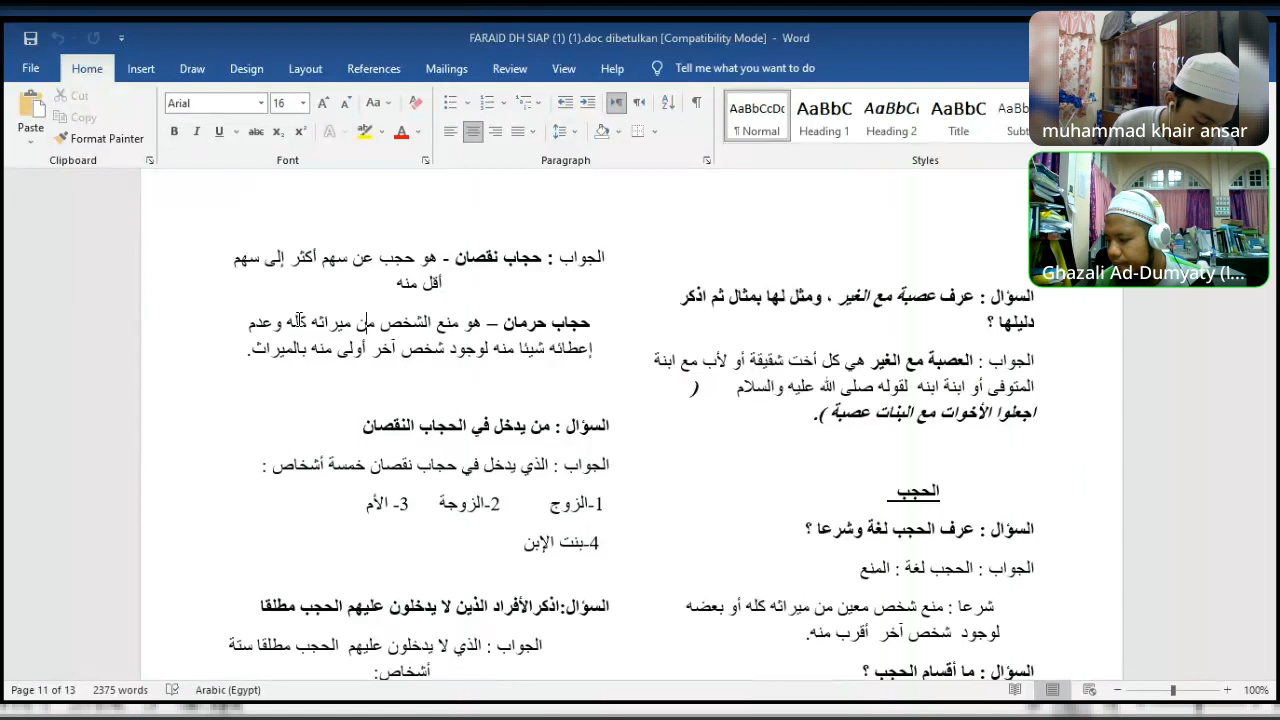 FARAID DH SIAP (1) (1).doc dibetulkan [Compatibility Mode] - Word
File Home Insert Draw Design Layout References Mailings Review View Help Tell me what you want to do
Paste
Cut
Copy
Format Painter
Clipboard
Arial 16
Font
Paragraph
AaBbCcDc AaBbC AaBbCc AaBbC AaBb
¶ Normal Heading 1 Heading 2 Title Subt
Styles
muhammad khair ansar
Ghazali Ad-Dumyaty (I...
السؤال : عرف عصبة مع الغير ، ومثل لها بمثال ثم اذكر
دليلها ؟
الجواب : العصبة مع الغير هي كل أخت شقيقة أو لأب مع ابنة
المتوفى أو ابنة ابنه لقوله صلى الله عليه والسلام (
اجعلوا الأخوات مع البنات عصبة ).
الحجب
السؤال : عرف الحجب لغة وشرعا ؟
الجواب : الحجب لغة : المنع
شرعا : منع شخص معين من ميراثه كله أو بعضه
لوجود شخص آخر أقرب منه.
السؤال : ما أقسام الحجب ؟
الجواب : حجاب نقصان - هو حجب عن سهم أكثر إلى سهم
أقل منه
حجاب حرمان – هو منع الشخص من ميراثه كله وعدم
إعطائه شيئا منه لوجود شخص آخر أولى منه بالميراث.
السؤال : من يدخل في الحجاب النقصان
الجواب : الذي يدخل في حجاب نقصان خمسة أشخاص :
1-الزوج 2-الزوجة 3- الأم
4-بنت الإبن
السؤال:اذكرالأفراد الذين لا يدخلون عليهم الحجب مطلقا
الجواب : الذي لا يدخلون عليهم الحجب مطلقا ستة
أشخاص:
Page 11 of 13 2375 words Arabic (Egypt) 100%